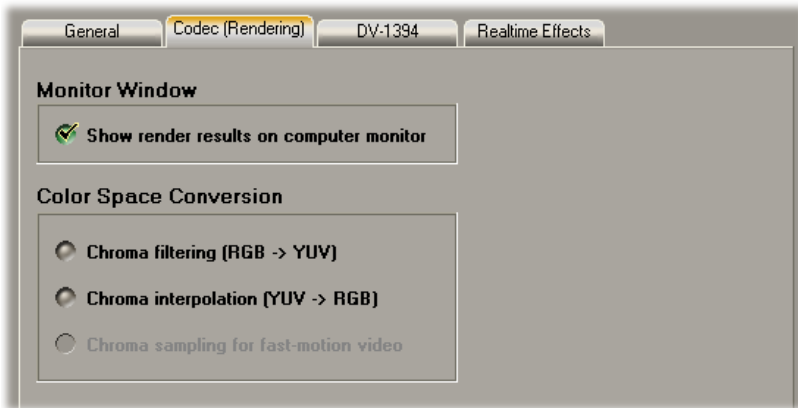 General Codec (Rendering) DV-1394 Realtime Effects
Monitor Window
Show render results on computer monitor
Color Space Conversion
Chroma filtering (RGB -> YUV)
Chroma interpolation (YUV -> RGB)
Chroma sampling for fast-motion video